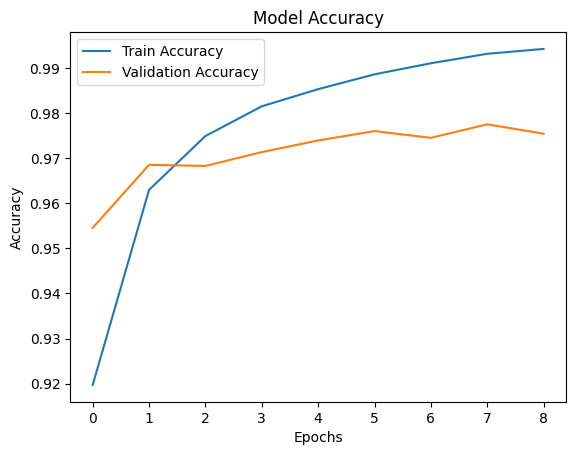 Model Accuracy
Train Accuracy
Validation Accuracy
0.99
0.98
0.97
0.96
0.95
0.94
0.93
0.92
Accuracy
0 1 2 3 4 5 6 7 8
Epochs